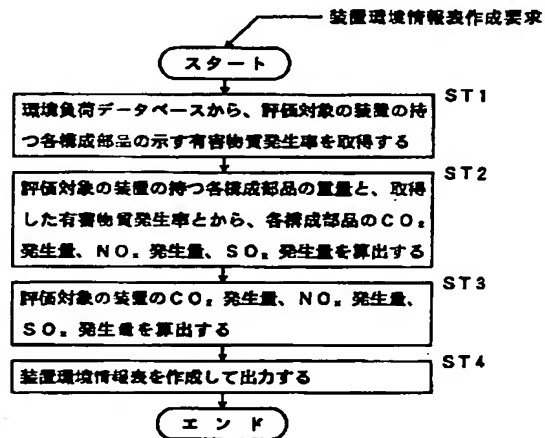 装置環境情報表作成要求
スタート
ST1
環境負荷データベースから、評価対象の装置の持
つ各構成部品の示す有害物質発生率を取得する
ST2
評価対象の装置の持つ各構成部品の重量と、取得
した有害物質発生率とから、各構成部品のCO₂
発生量、NOₓ発生量、SOₓ発生量を算出する
ST3
評価対象の装置のCO₂発生量、NOₓ発生量、
SOₓ発生量を算出する
ST4
装置環境情報表を作成して出力する
エンド